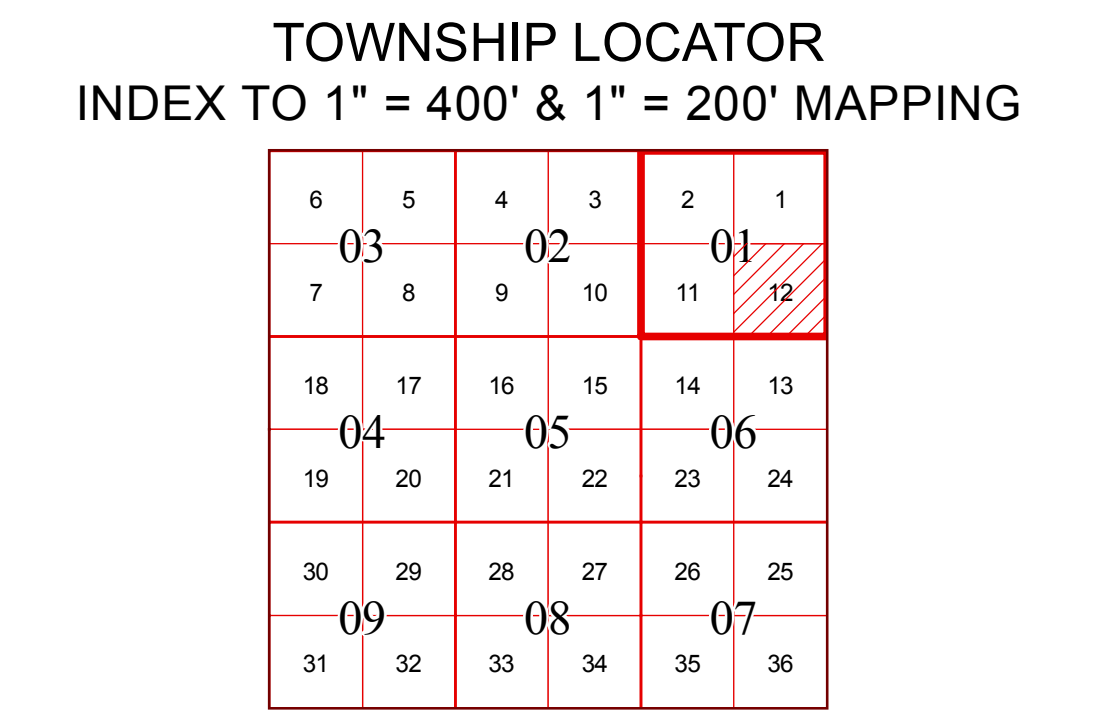 TOWNSHIP LOCATOR
INDEX TO 1" = 400' & 1" = 200' MAPPING
6 5 4 3 2 1
03 02 01
7 8 9 10 11 12
18 17 16 15 14 13
04 05 06
19 20 21 22 23 24
30 29 28 27 26 25
09 08 07
31 32 33 34 35 36